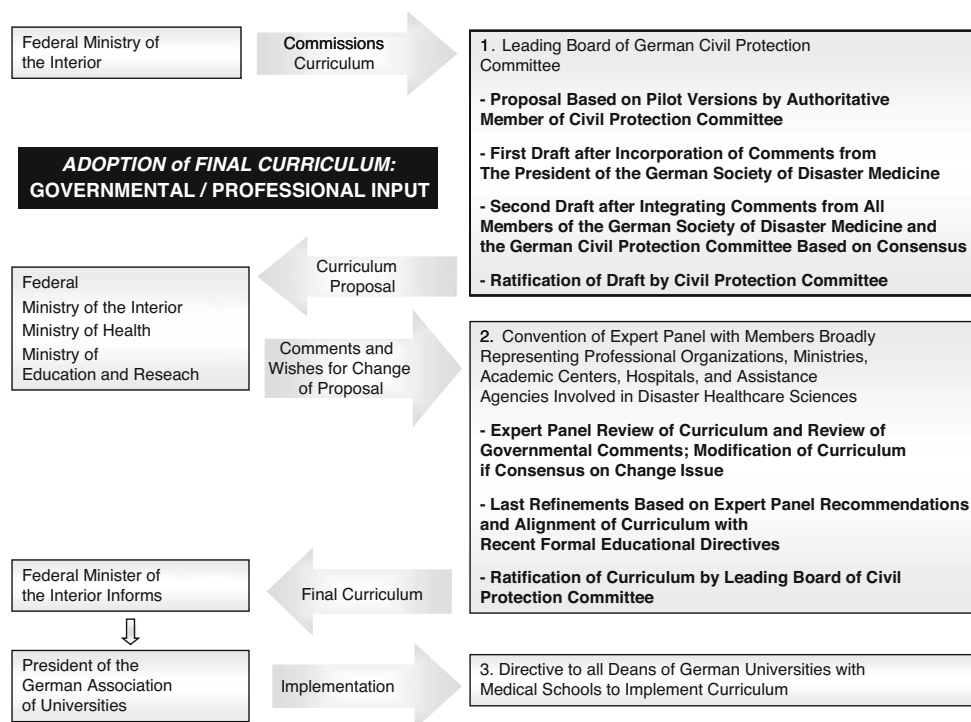 Federal Ministry of
the Interior
Commissions
Curriculum
1. Leading Board of German Civil Protection
Committee
- Proposal Based on Pilot Versions by Authoritative
Member of Civil Protection Committee
- First Draft after Incorporation of Comments from
The President of the German Society of Disaster Medicine
- Second Draft after Integrating Comments from All
Members of the German Society of Disaster Medicine and
the German Civil Protection Committee Based on Consensus
- Ratification of Draft by Civil Protection Committee
ADOPTION of FINAL CURRICULUM:
GOVERNMENTAL / PROFESSIONAL INPUT
Curriculum
Proposal
Federal
Ministry of the Interior
Ministry of Health
Ministry of
Education and Reseach
Comments and
Wishes for Change
of Proposal
2. Convention of Expert Panel with Members Broadly
Representing Professional Organizations, Ministries,
Academic Centers, Hospitals, and Assistance
Agencies Involved in Disaster Healthcare Sciences
- Expert Panel Review of Curriculum and Review of
Governmental Comments; Modification of Curriculum
if Consensus on Change Issue
- Last Refinements Based on Expert Panel Recommendations
and Alignment of Curriculum with
Recent Formal Educational Directives
- Ratification of Curriculum by Leading Board of Civil
Protection Committee
Final Curriculum
Federal Minister of
the Interior Informs
President of the
German Association
of Universities
Implementation
3. Directive to all Deans of German Universities with
Medical Schools to Implement Curriculum